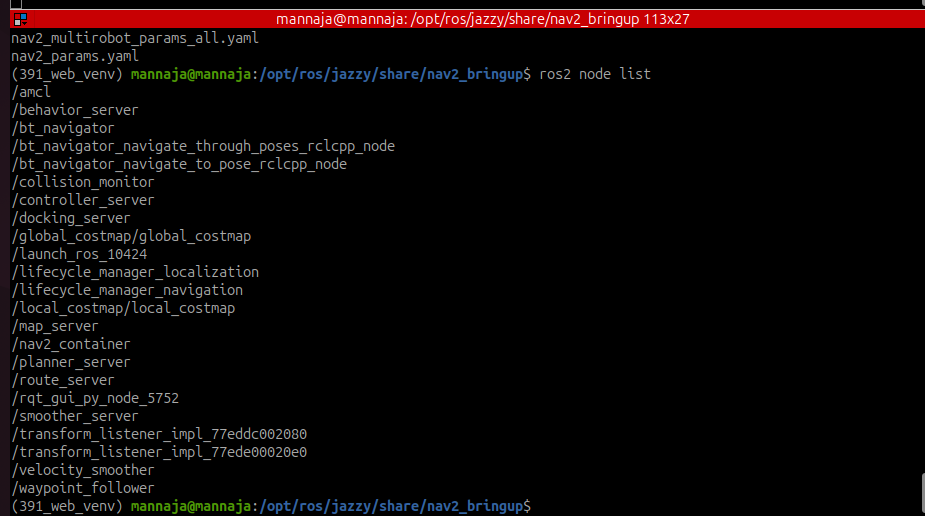 mannaja@mannaja: /opt/ros/jazzy/share/nav2_bringup 113x27
nav2_multirobot_params_all.yaml
nav2_params.yaml
(391_web_venv) mannaja@mannaja:/opt/ros/jazzy/share/nav2_bringup$ ros2 node list
/amcl
/behavior_server
/bt_navigator
/bt_navigator_navigate_through_poses_rclcpp_node
/bt_navigator_navigate_to_pose_rclcpp_node
/collision_monitor
/controller_server
/docking_server
/global_costmap/global_costmap
/launch_ros_10424
/lifecycle_manager_localization
/lifecycle_manager_navigation
/local_costmap/local_costmap
/map_server
/nav2_container
/planner_server
/route_server
/rqt_gui_py_node_5752
/smoother_server
/transform_listener_impl_77eddc002080
/transform_listener_impl_77ede00020e0
/velocity_smoother
/waypoint_follower
(391_web_venv) mannaja@mannaja:/opt/ros/jazzy/share/nav2_bringup$